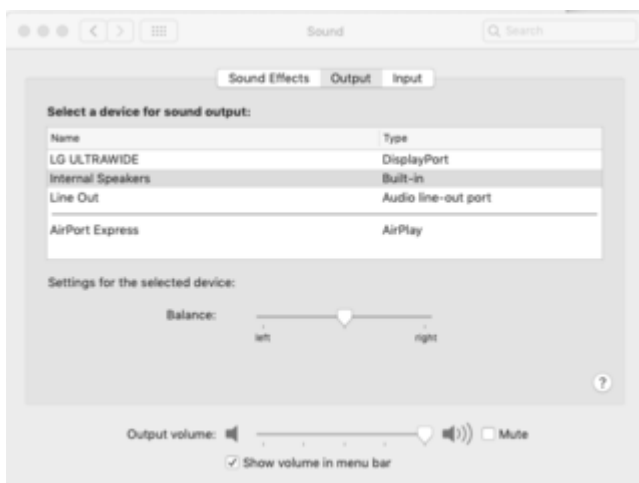 Sound
Search
Sound Effects Output Input
Select a device for sound output:
Name Type
LG ULTRAWIDE DisplayPort
Internal Speakers Built-in
Line Out Audio line-out port
AirPort Express AirPlay
Settings for the selected device:
Balance:
left right
?
Output volume: Mute
Show volume in menu bar